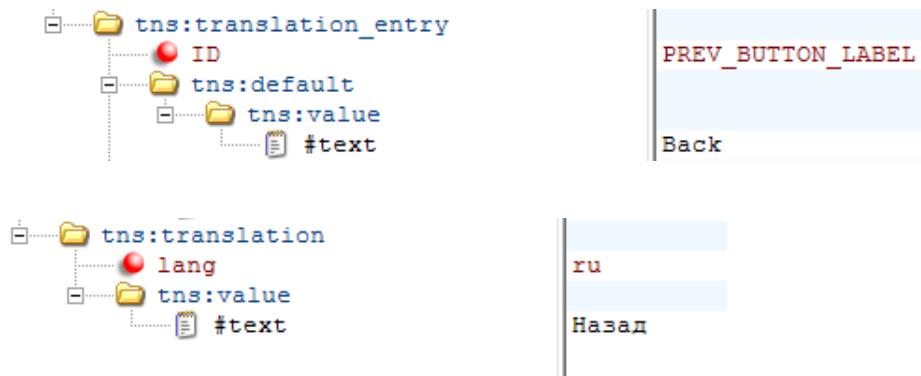 tns:translation_entry
ID PREV_BUTTON_LABEL
tns:default
tns:value
#text Back
tns:translation
lang ru
tns:value
#text Назад